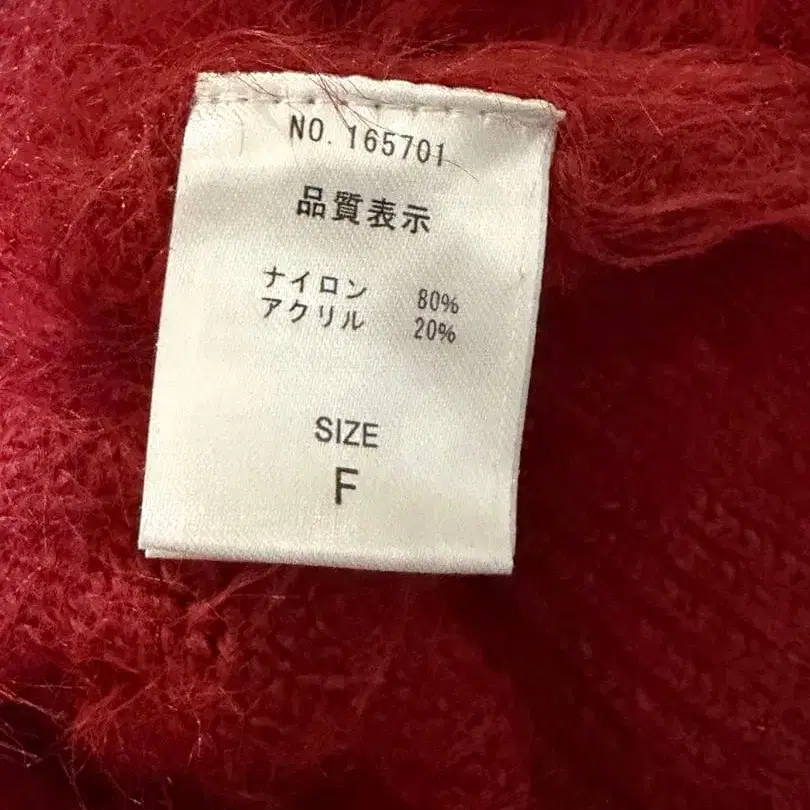 NO. 165701
品質表示
ナイロン 80%
アクリル 20%
SIZE
F